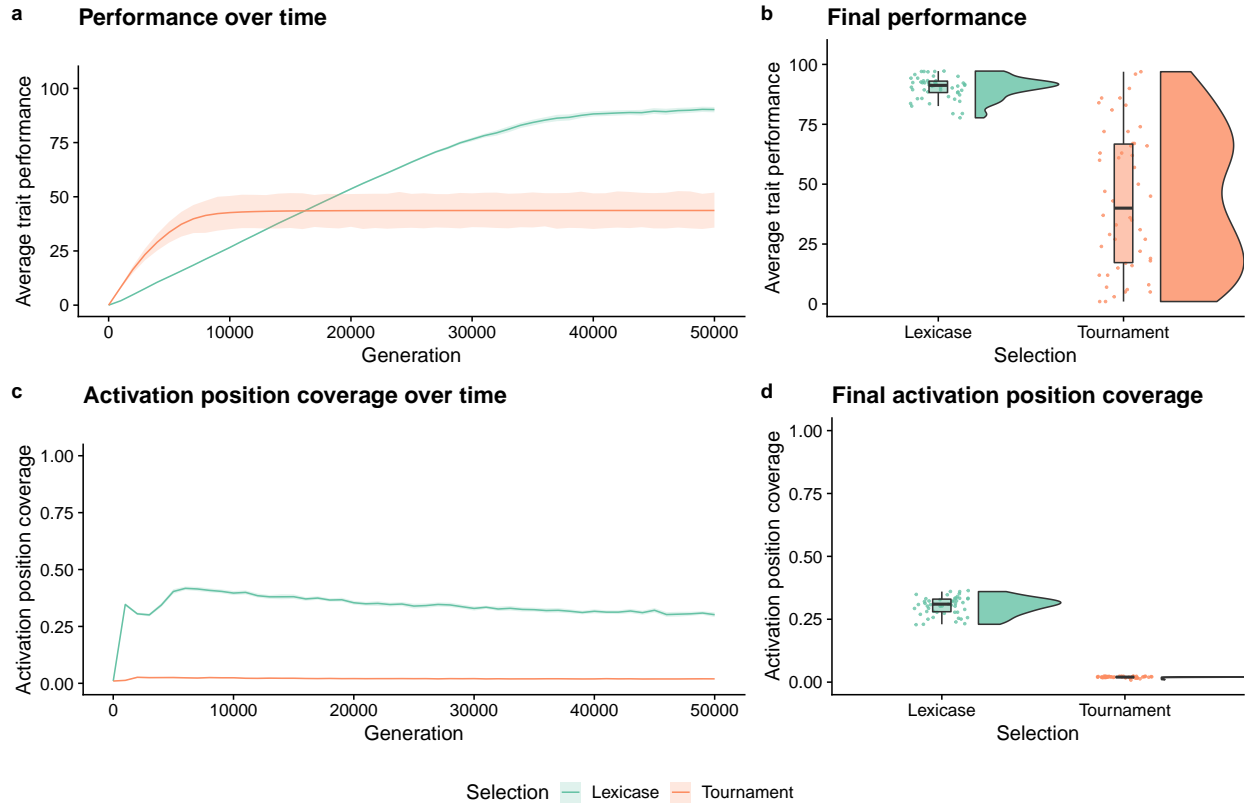 a Performance over time
Average trait performance
100
75
50
25
0
0 10000 20000 30000 40000 50000
Generation
b Final performance
Average trait performance
100
75
50
25
0
Lexicase Tournament
Selection
c Activation position coverage over time
Activation position coverage
1.00
0.75
0.50
0.25
0.00
0 10000 20000 30000 40000 50000
Generation
d Final activation position coverage
Activation position coverage
1.00
0.75
0.50
0.25
0.00
Lexicase Tournament
Selection
Selection Lexicase Tournament